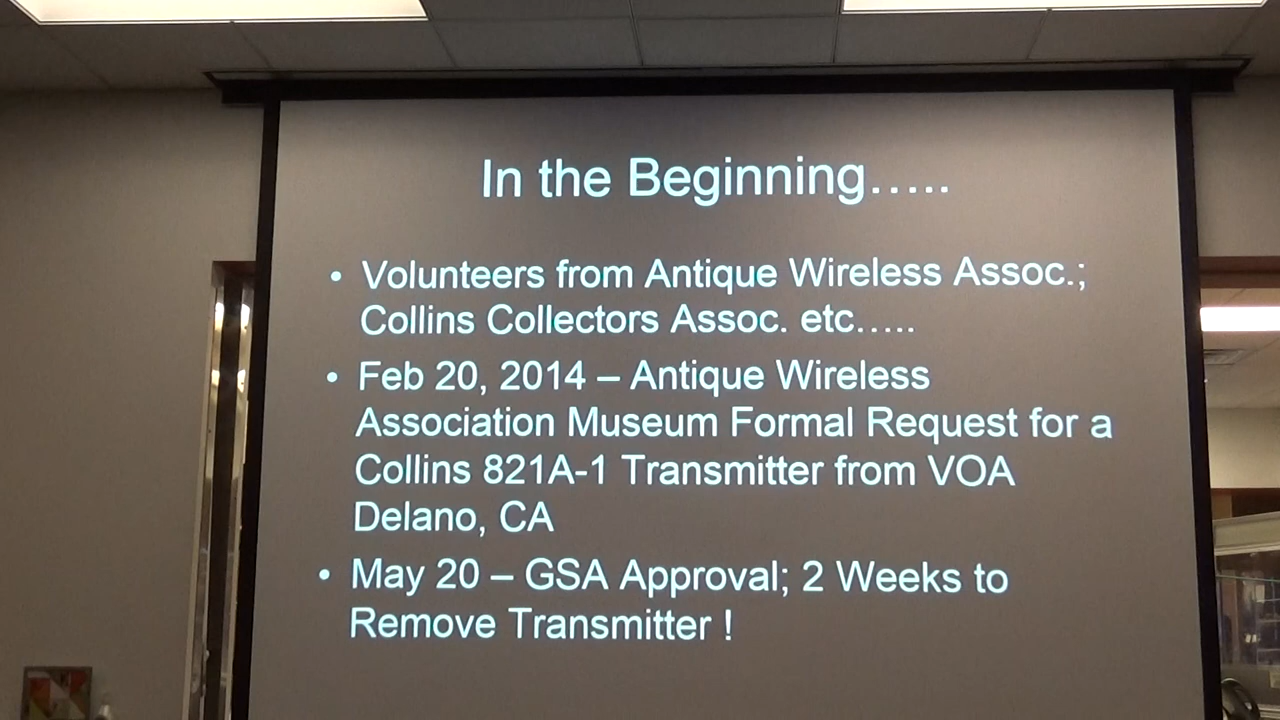 In the Beginning…..
• Volunteers from Antique Wireless Assoc.;
Collins Collectors Assoc. etc…..
• Feb 20, 2014 – Antique Wireless
Association Museum Formal Request for a
Collins 821A-1 Transmitter from VOA
Delano, CA
• May 20 – GSA Approval; 2 Weeks to
Remove Transmitter !